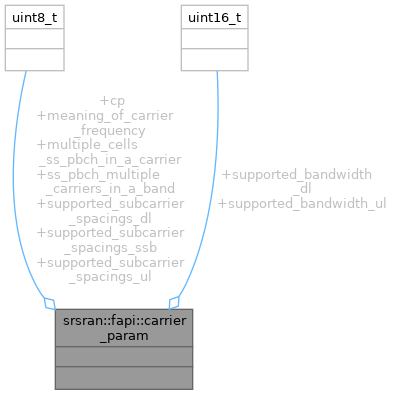 uint8_t
uint16_t
+cp
+meaning_of_carrier
_frequency
+multiple_cells
_ss_pbch_in_a_carrier
+ss_pbch_multiple
_carriers_in_a_band
+supported_subcarrier
_spacings_dl
+supported_subcarrier
_spacings_ssb
+supported_subcarrier
_spacings_ul
+supported_bandwidth
_dl
+supported_bandwidth_ul
srsran::fapi::carrier
_param